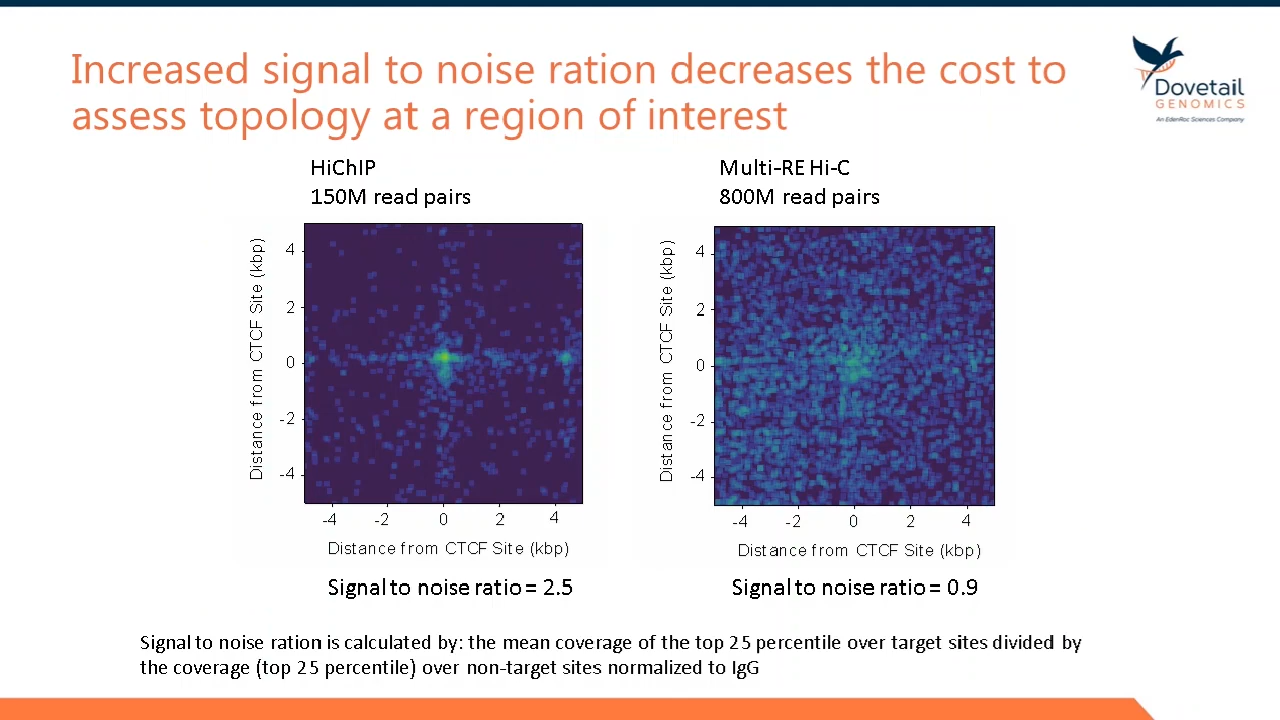 Increased signal to noise ration decreases the cost to
assess topology at a region of interest
Dovetail
GENOMICS
An EdenRoc Sciences Company
HiChIP
150M read pairs
Distance from CTCF Site (kbp)
4
2
0
-2
-4
-4 -2 0 2 4
Distance from CTCF Site (kbp)
Signal to noise ratio = 2.5
Multi-RE Hi-C
800M read pairs
Distance from CTCF Site (kbp)
4
2
0
-2
-4
-4 -2 0 2 4
Distance from CTCF Site (kbp)
Signal to noise ratio = 0.9
Signal to noise ration is calculated by: the mean coverage of the top 25 percentile over target sites divided by
the coverage (top 25 percentile) over non-target sites normalized to IgG